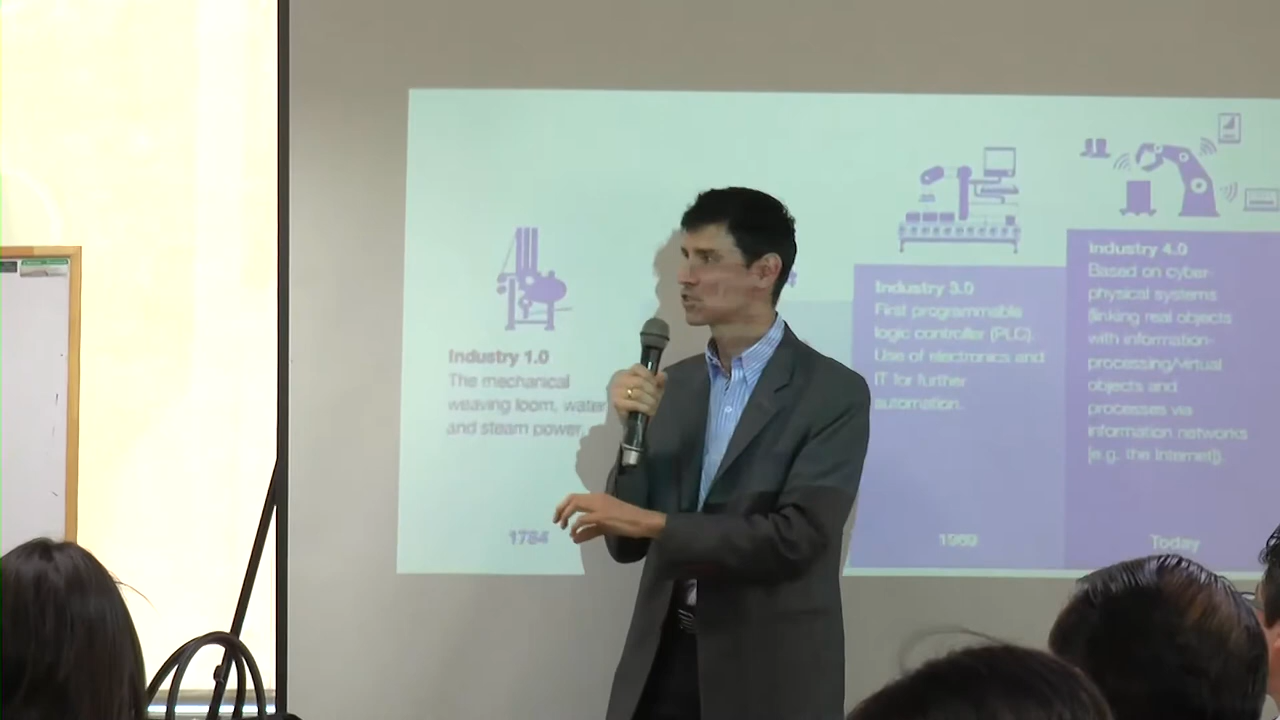 Industry 1.0
The mechanical
weaving loom, water
and steam power.
1784
Industry 3.0
First programmable
logic controller (PLC).
Use of electronics and
IT for further
automation.
1969
Industry 4.0
Based on cyber-
physical systems
(linking real objects
with information-
processing/virtual
objects and
processes via
information networks
[e.g. the Internet]).
Today